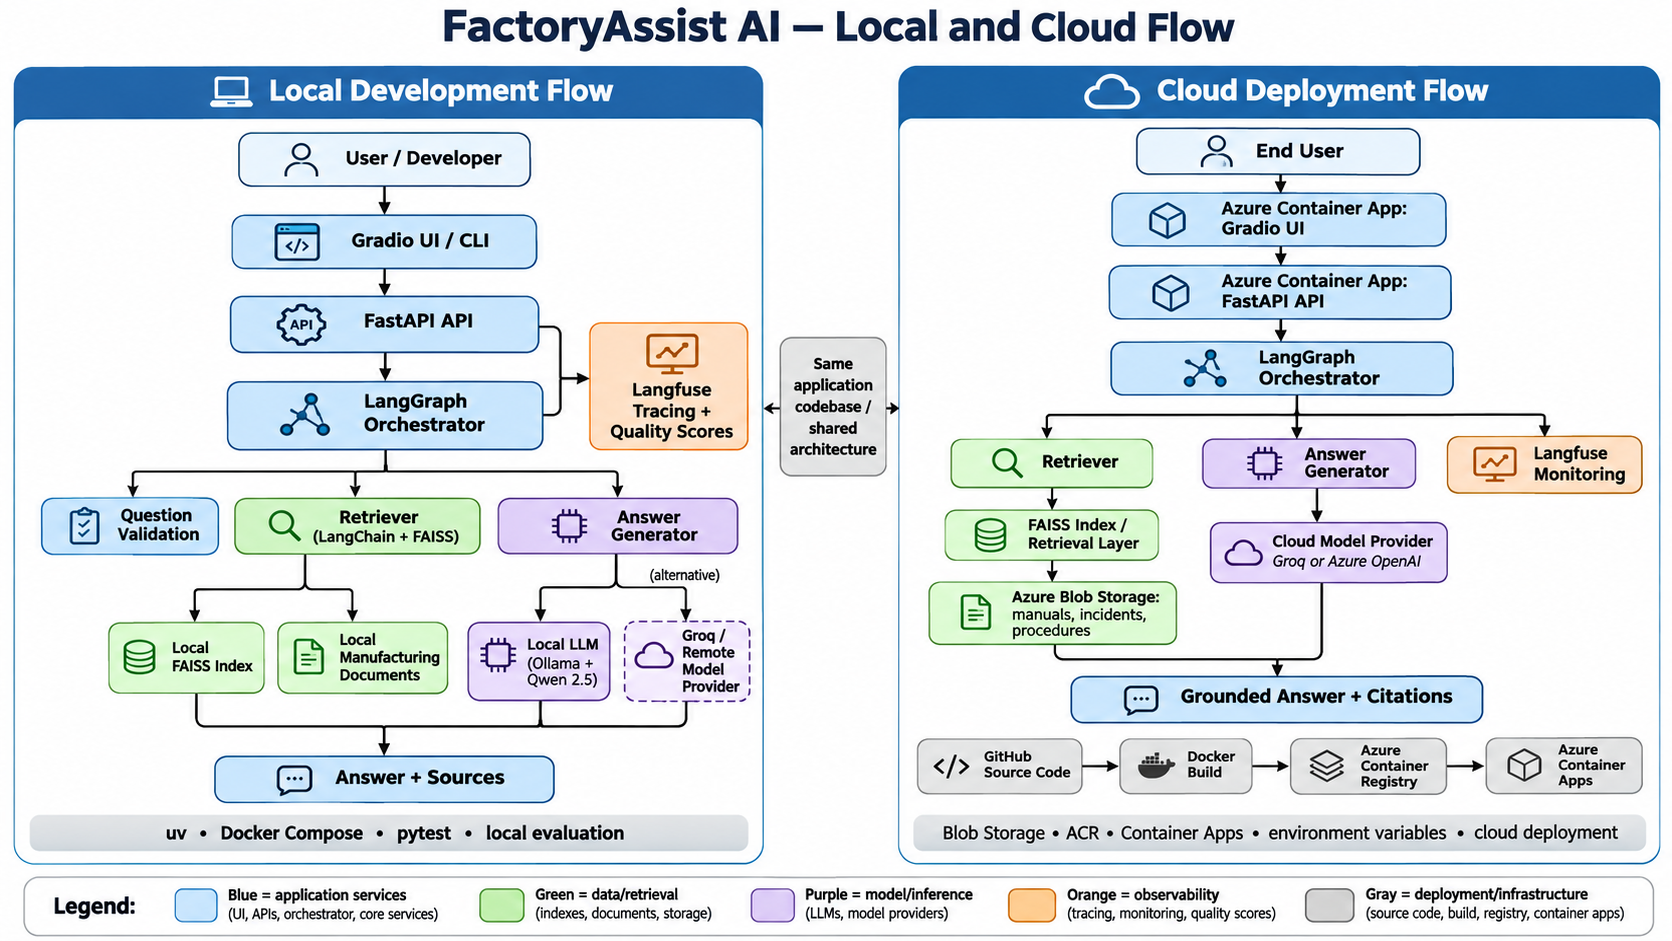 FactoryAssist AI — Local and Cloud Flow
Local Development Flow
User / Developer
Gradio UI / CLI
</>
API
FastAPI API
LangGraph
Orchestrator
Langfuse
Tracing +
Quality Scores
Question
Validation
Retriever
(LangChain + FAISS)
Answer
Generator
(alternative)
Local
FAISS Index
Local
Manufacturing
Documents
Local LLM
(Ollama +
Qwen 2.5)
Groq /
Remote
Model
Provider
Answer + Sources
uv • Docker Compose • pytest • local evaluation
Same
application
codebase /
shared
architecture
Cloud Deployment Flow
End User
Azure Container App:
Gradio UI
Azure Container App:
FastAPI API
LangGraph
Orchestrator
Retriever
Answer
Generator
Langfuse
Monitoring
FAISS Index /
Retrieval Layer
Cloud Model Provider
Groq or Azure OpenAI
Azure Blob Storage:
manuals, incidents,
procedures
Grounded Answer + Citations
</>
GitHub
Source Code
Docker
Build
Azure
Container
Registry
Azure
Container
Apps
Blob Storage • ACR • Container Apps • environment variables • cloud deployment
Legend:
Blue = application services
(UI, APIs, orchestrator, core services)
Green = data/retrieval
(indexes, documents, storage)
Purple = model/inference
(LLMs, model providers)
Orange = observability
(tracing, monitoring, quality scores)
Gray = deployment/infrastructure
(source code, build, registry, container apps)